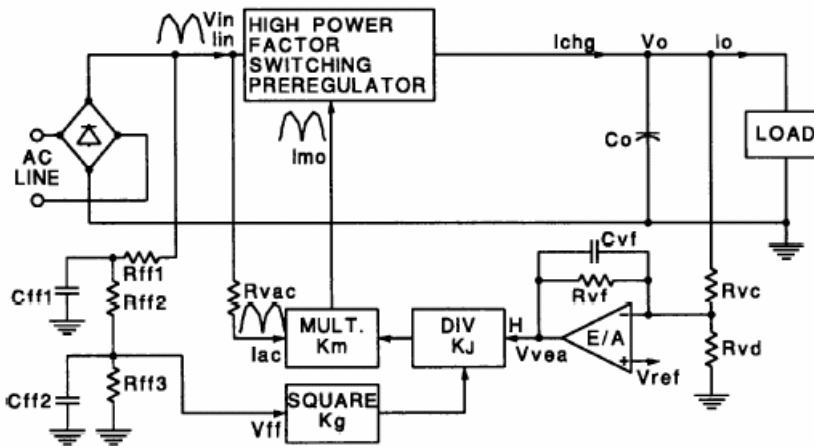 Vin
Iin
HIGH POWER
FACTOR
SWITCHING
PREREGULATOR
Ichg
Vo
Io
AC
LINE
Imo
Co
LOAD
Rff1
Cff1
Rff2
Rvac
Cvf
Rvf
Rvc
MULT.
Km
DIV
KJ
H
Vvea
E/A
−
+
Vref
Rvd
Iac
Cff2
Rff3
Vff
SQUARE
Kg